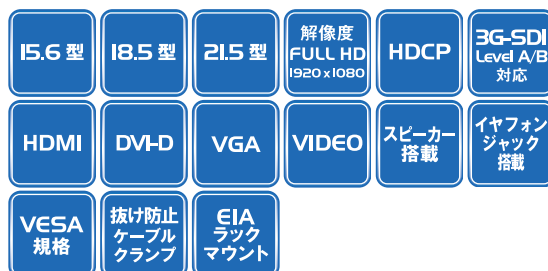 15.6 型
18.5 型
21.5 型
解像度
FULL HD
1920 x 1080
HDCP
3G-SDI
Level A/B
対応
HDMI
DVI-D
VGA
VIDEO
スピーカー
搭載
イヤフォン
ジャック
搭載
VESA
規格
抜け防止
ケーブル
クランプ
EIA
ラック
マウント